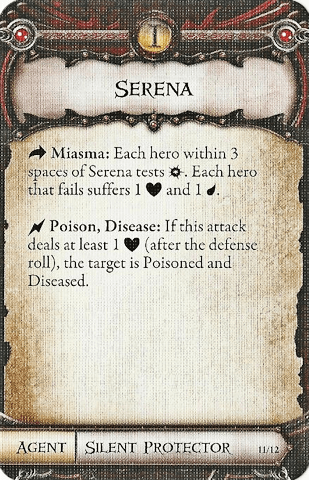 I
SERENA
Miasma: Each hero within 3
spaces of Serena tests . Each hero
that fails suffers 1 and 1 .
Poison, Disease: If this attack
deals at least 1 (after the defense
roll), the target is Poisoned and
Diseased.
AGENT SILENT PROTECTOR 11/12